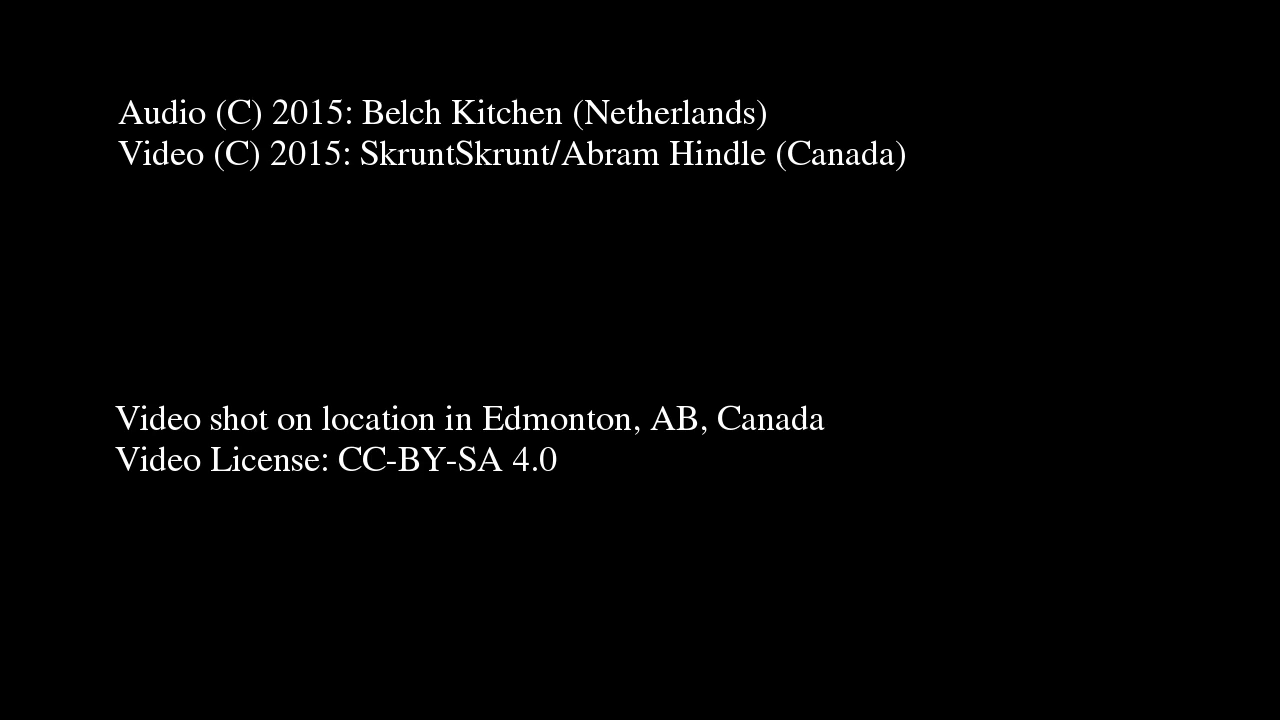 Audio (C) 2015: Belch Kitchen (Netherlands)
Video (C) 2015: SkruntSkrunt/Abram Hindle (Canada)
Video shot on location in Edmonton, AB, Canada
Video License: CC-BY-SA 4.0